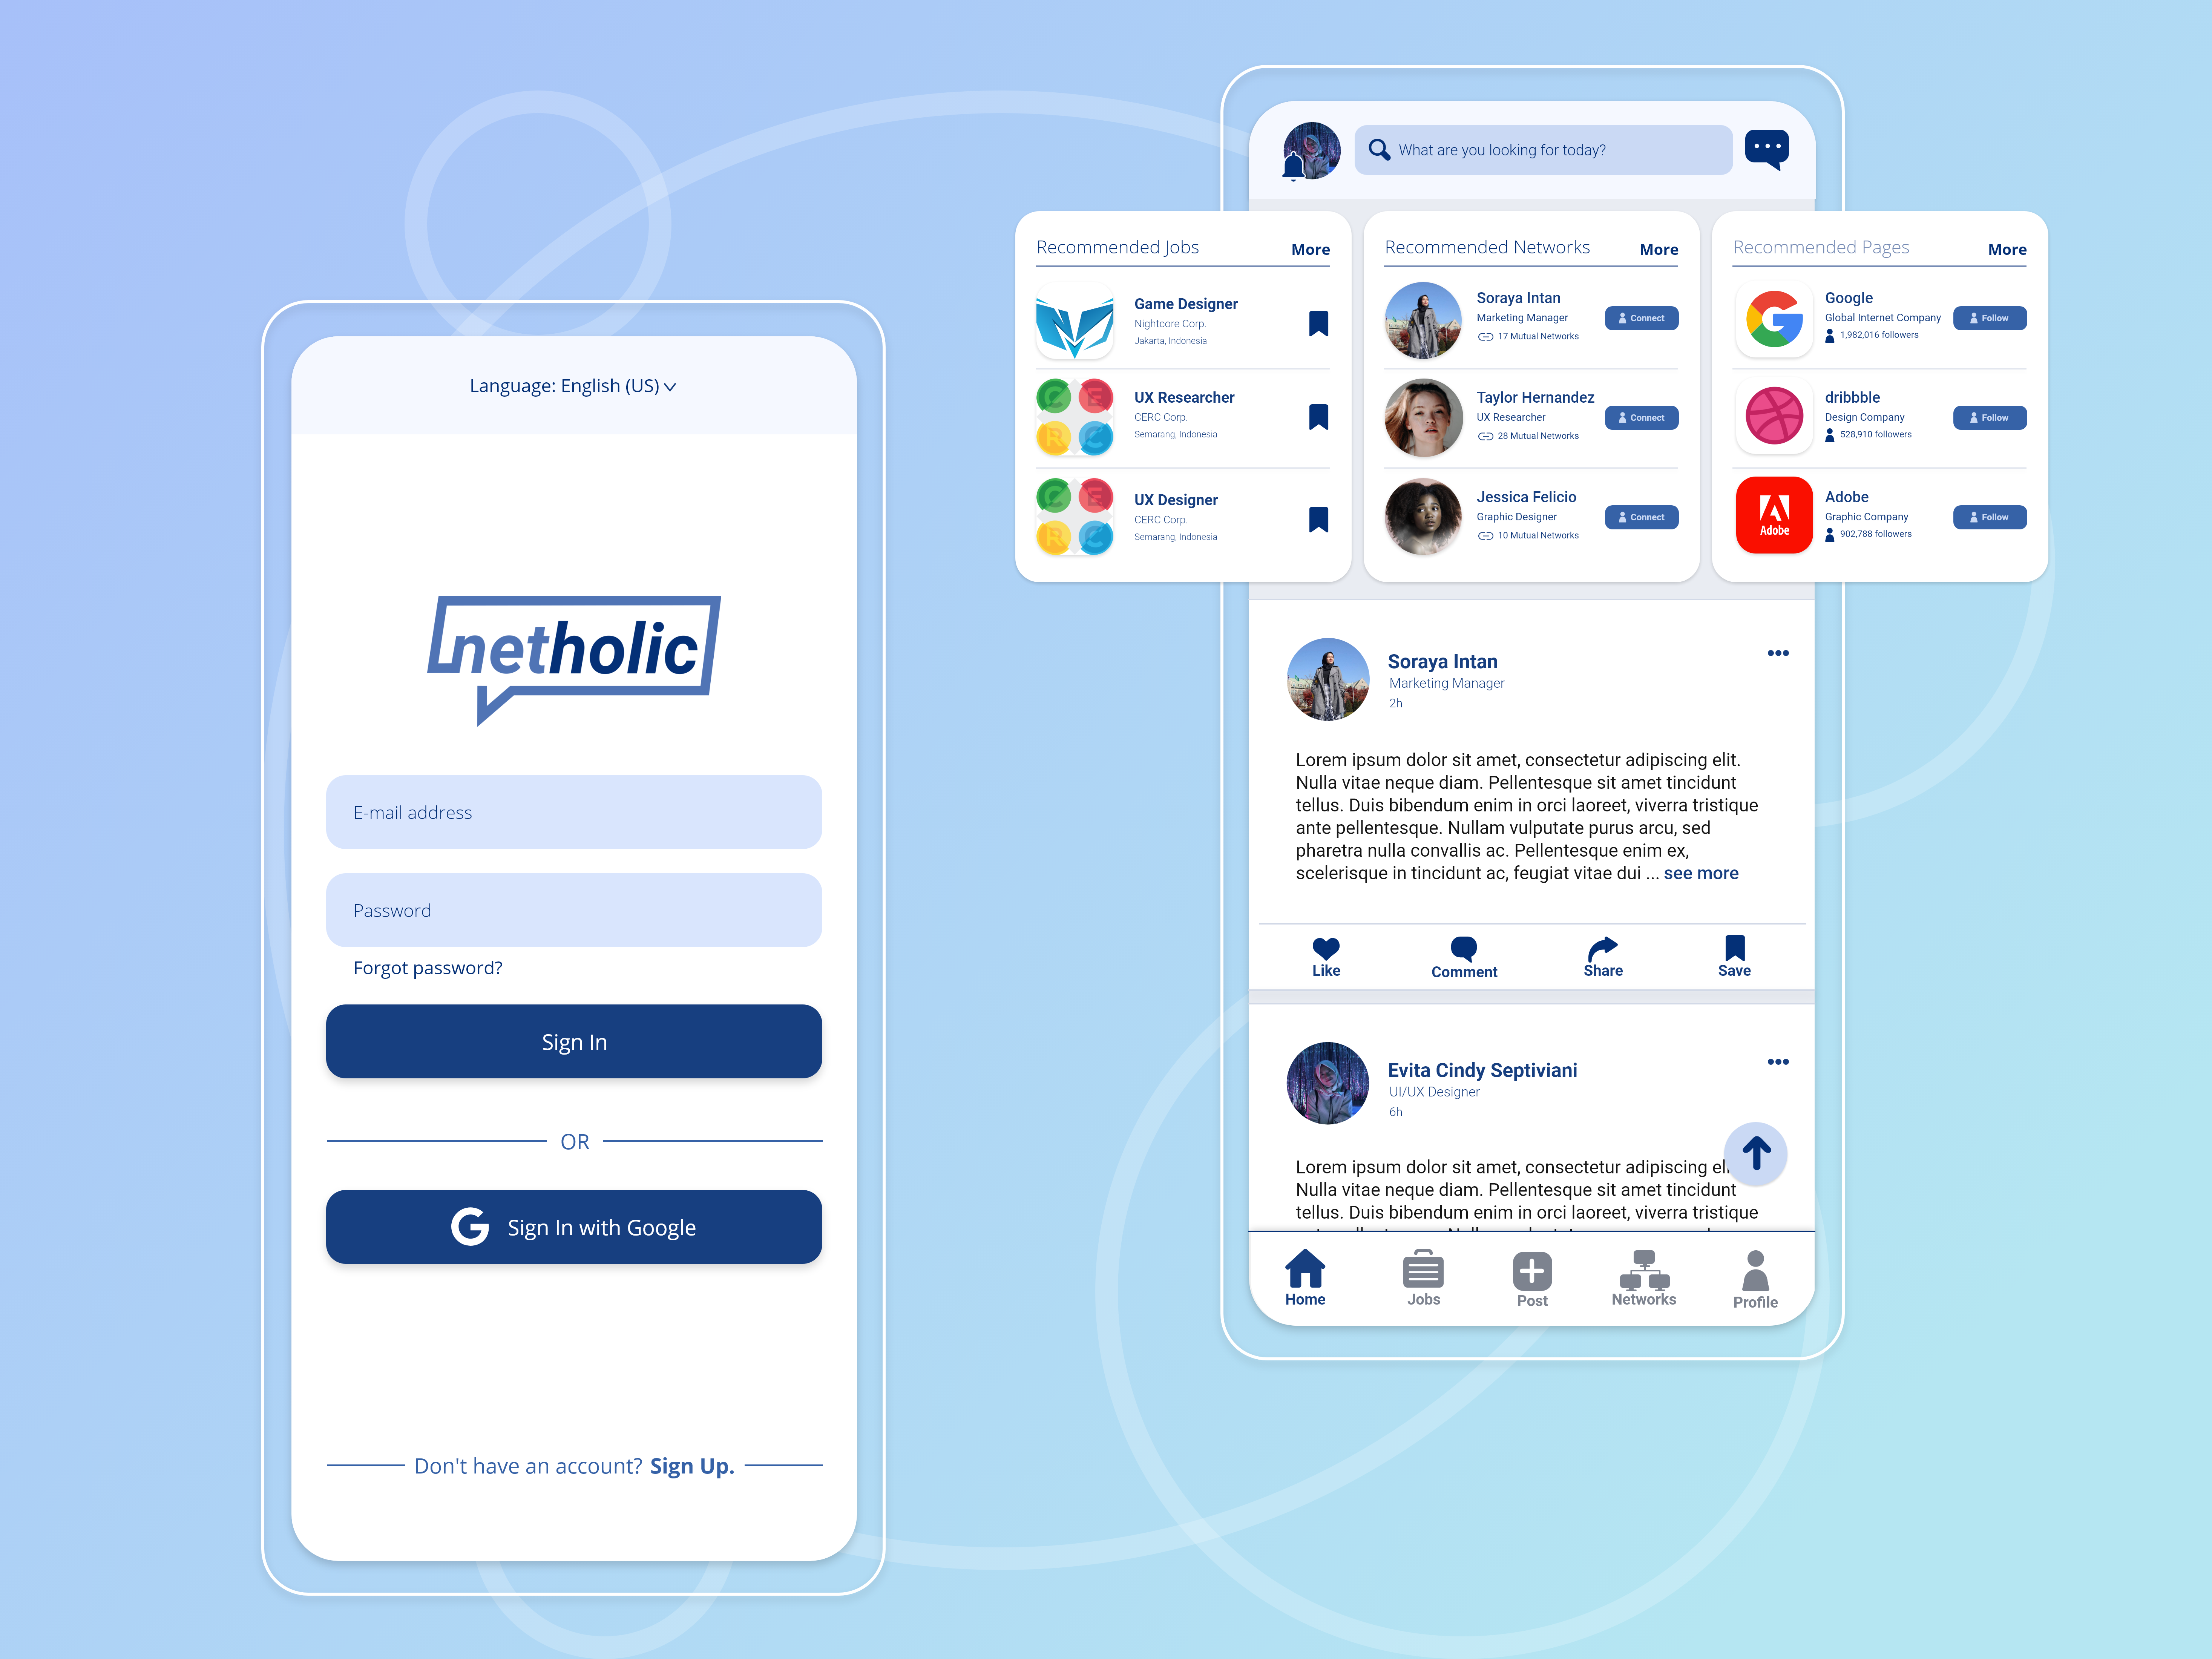 Language: English (US)
netholic
E-mail address
Password
Forgot password?
Sign In
OR
Sign In with Google
Don't have an account? Sign Up.
What are you looking for today?
Recommended Jobs More
Game Designer
Nightcore Corp.
Jakarta, Indonesia
C E R C
UX Researcher
CERC Corp.
Semarang, Indonesia
C E R C
UX Designer
CERC Corp.
Semarang, Indonesia
Recommended Networks More
Soraya Intan
Marketing Manager
17 Mutual Networks
Connect
Taylor Hernandez
UX Researcher
28 Mutual Networks
Connect
Jessica Felicio
Graphic Designer
10 Mutual Networks
Connect
Recommended Pages More
Google
Global Internet Company
1,982,016 followers
Follow
dribbble
Design Company
528,910 followers
Follow
Adobe
Adobe
Graphic Company
902,788 followers
Follow
Soraya Intan
Marketing Manager
2h
Lorem ipsum dolor sit amet, consectetur adipiscing elit.
Nulla vitae neque diam. Pellentesque sit amet tincidunt
tellus. Duis bibendum enim in orci laoreet, viverra tristique
ante pellentesque. Nullam vulputate purus arcu, sed
pharetra nulla convallis ac. Pellentesque enim ex,
scelerisque in tincidunt ac, feugiat vitae dui ... see more
Like Comment Share Save
Evita Cindy Septiviani
UI/UX Designer
6h
Lorem ipsum dolor sit amet, consectetur adipiscing
Nulla vitae neque diam. Pellentesque sit amet tincidunt
tellus. Duis bibendum enim in orci laoreet, viverra tristique
Home Jobs Post Networks Profile